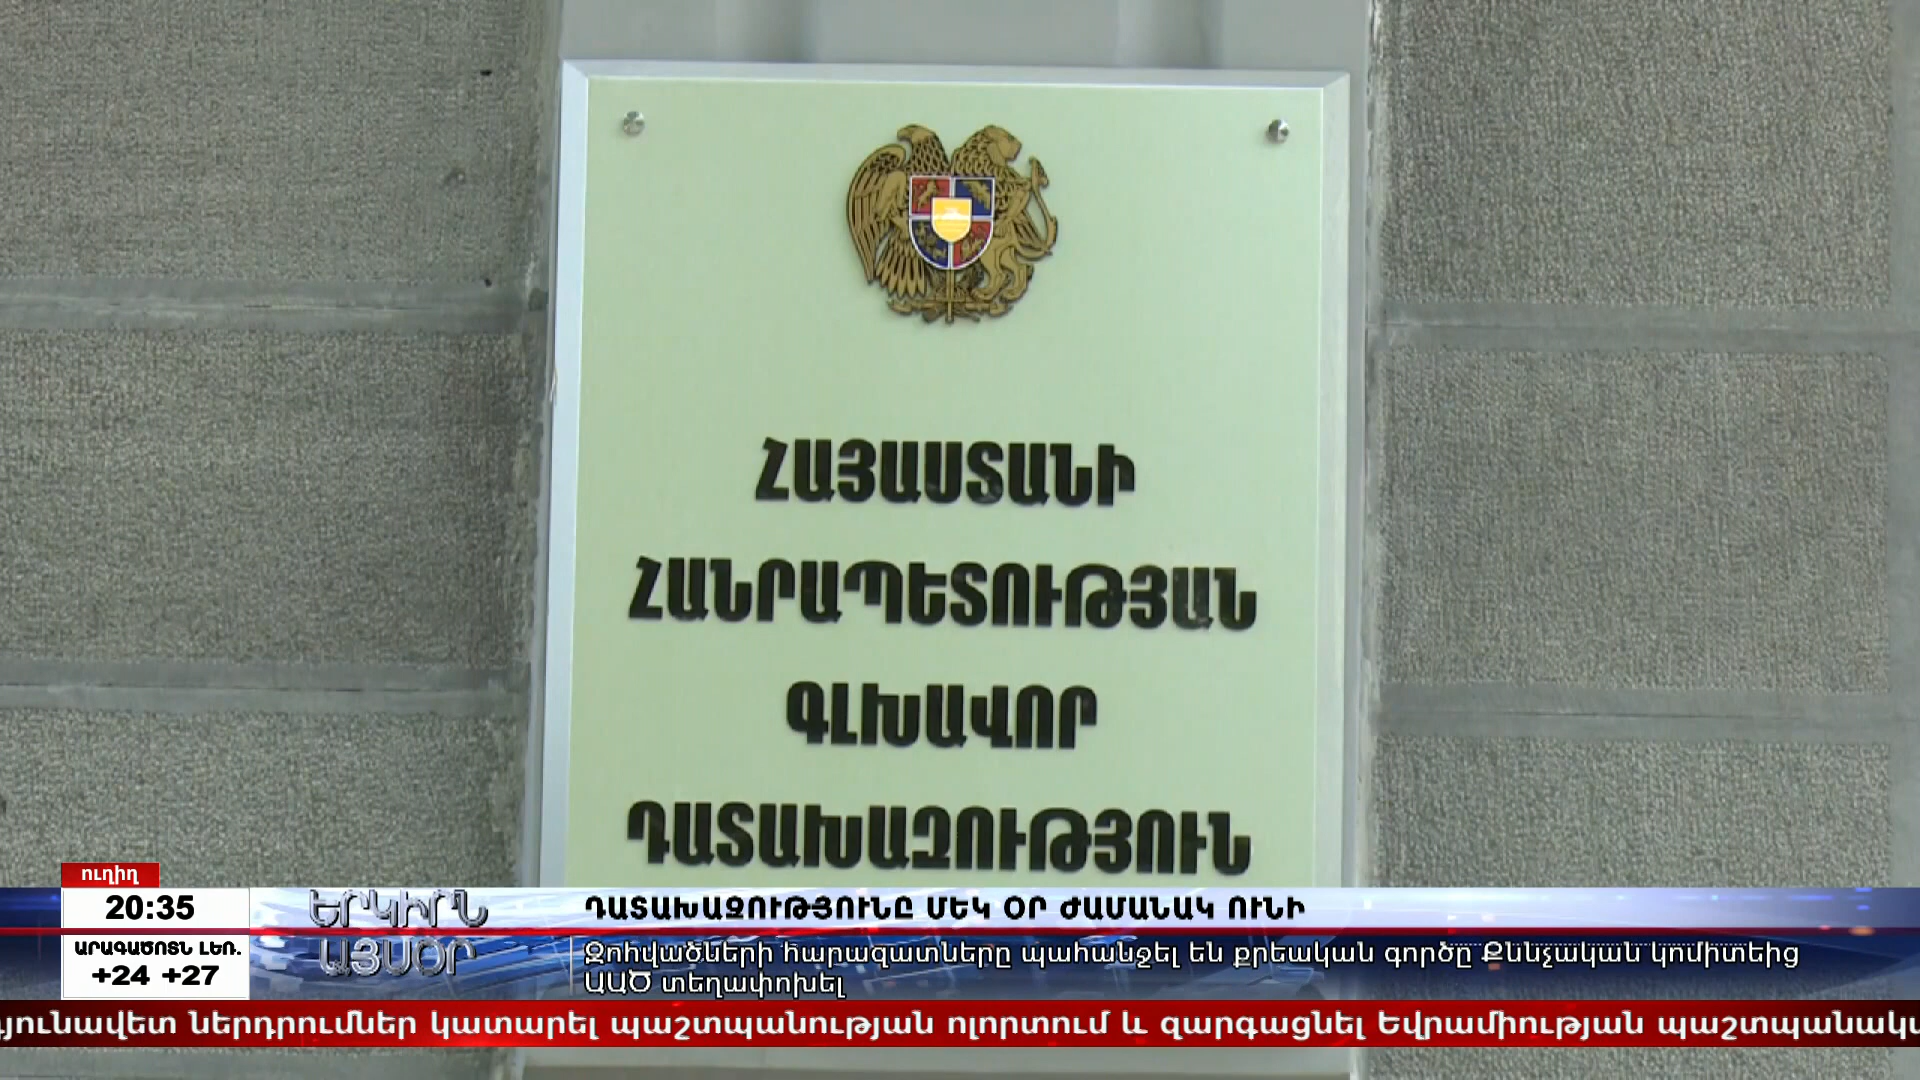 ՀԱՅԱՍՏԱՆԻ
ՀԱՆՐԱՊԵՏՈՒԹՅԱՆ
ԳԼԽԱՎՈՐ
ԴԱՏԱԽԱԶՈՒԹՅՈՒՆ
ուղիղ
20:35
ԱՐԱԳԱԾՈՏՆ ԼԵՌ.
+24 +27
ԵՐԿԻՐՆ
ԱՅՍՕՐ
ԴԱՏԱԽԱԶՈՒԹՅՈՒՆԸ ՄԵԿ ՕՐ ԺԱՄԱՆԱԿ ՈՒՆԻ
Զոհվածների հարազատները պահանջել են քրեական գործը Քննչական կոմիտեից
ԱԱԾ տեղափոխել
յունավետ ներդրումներ կատարել պաշտպանության ոլորտում և զարգացնել Եվրամիության պաշտպանակ